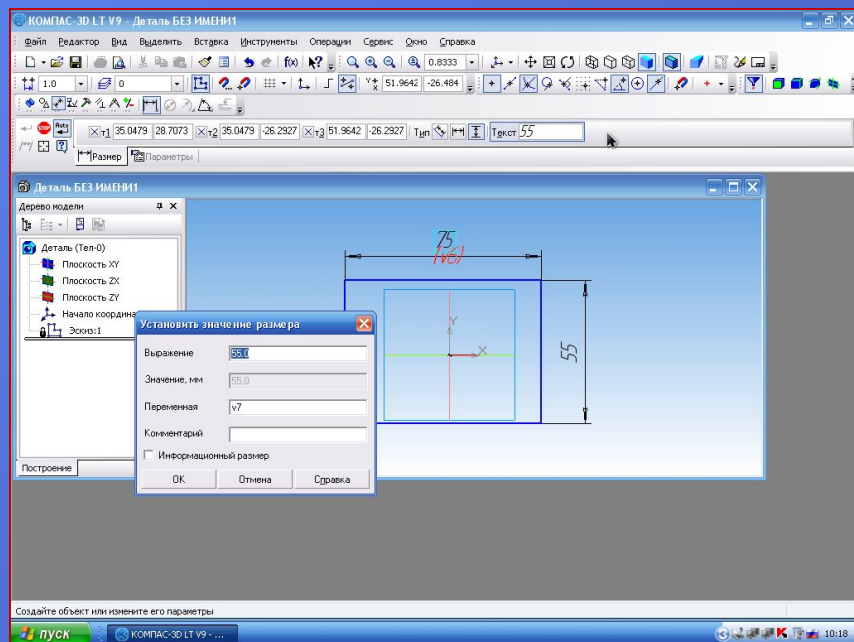 КОМПАС-3D LT V9 - Деталь БЕЗ ИМЕНИ1
Файл Редактор Вид Выделить Вставка Инструменты Операции Сервис Окно Справка
f(x) 0.8333
1.0 0 51.9642 -26.484
STOP Auto т1 35.0479 28.7073 т2 35.0479 -26.2927 т3 51.9642 -26.2927 Тип Текст 55
Размер Параметры
Деталь БЕЗ ИМЕНИ1
Дерево модели
Деталь (Тел-0)
Плоскость XY
Плоскость ZX
Плоскость ZY
Начало координа
Эскиз:1
Построение
75
(v6)
Y
X
55
Установить значение размера
Выражение 55.0
Значение, мм 55.0
Переменная v7
Комментарий
Информационный размер
OK Отмена Справка
Создайте объект или измените его параметры
пуск КОМПАС-3D LT V9 - ... 10:18